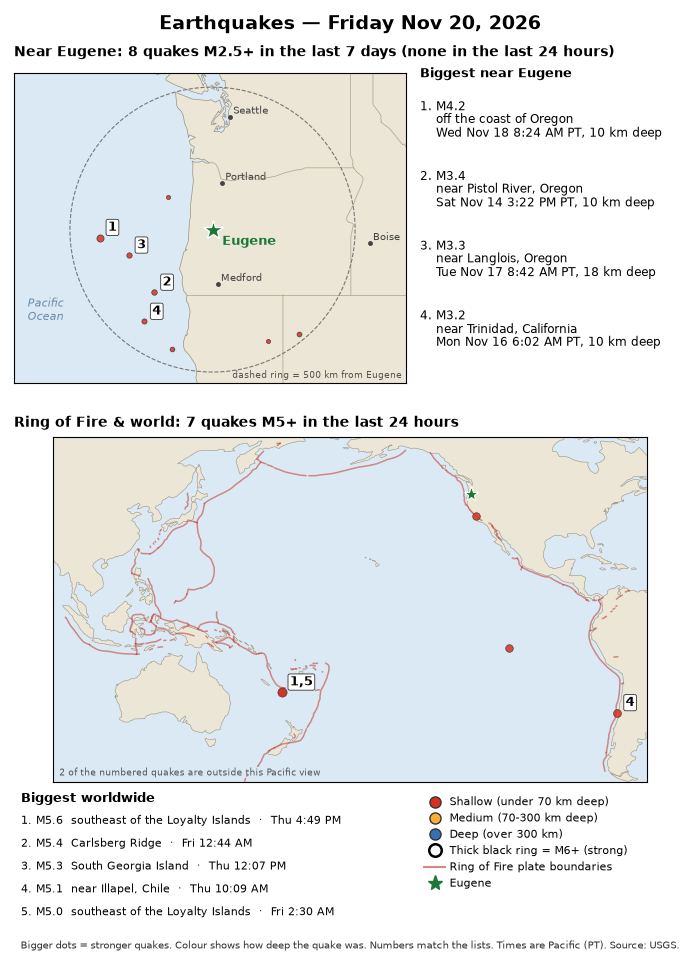 Earthquakes — Friday Nov 20, 2026
Near Eugene: 8 quakes M2.5+ in the last 7 days (none in the last 24 hours)
Seattle
Portland
1
3
Eugene
Boise
2
Medford
4
Pacific
Ocean
dashed ring = 500 km from Eugene
Biggest near Eugene
1. M4.2
off the coast of Oregon
Wed Nov 18 8:24 AM PT, 10 km deep
2. M3.4
near Pistol River, Oregon
Sat Nov 14 3:22 PM PT, 10 km deep
3. M3.3
near Langlois, Oregon
Tue Nov 17 8:42 AM PT, 18 km deep
4. M3.2
near Trinidad, California
Mon Nov 16 6:02 AM PT, 10 km deep
Ring of Fire & world: 7 quakes M5+ in the last 24 hours
1,5
4
2 of the numbered quakes are outside this Pacific view
Biggest worldwide
1. M5.6 southeast of the Loyalty Islands · Thu 4:49 PM
2. M5.4 Carlsberg Ridge · Fri 12:44 AM
3. M5.3 South Georgia Island · Thu 12:07 PM
4. M5.1 near Illapel, Chile · Thu 10:09 AM
5. M5.0 southeast of the Loyalty Islands · Fri 2:30 AM
Shallow (under 70 km deep)
Medium (70-300 km deep)
Deep (over 300 km)
Thick black ring = M6+ (strong)
Ring of Fire plate boundaries
Eugene
Bigger dots = stronger quakes. Colour shows how deep the quake was. Numbers match the lists. Times are Pacific (PT). Source: USGS.